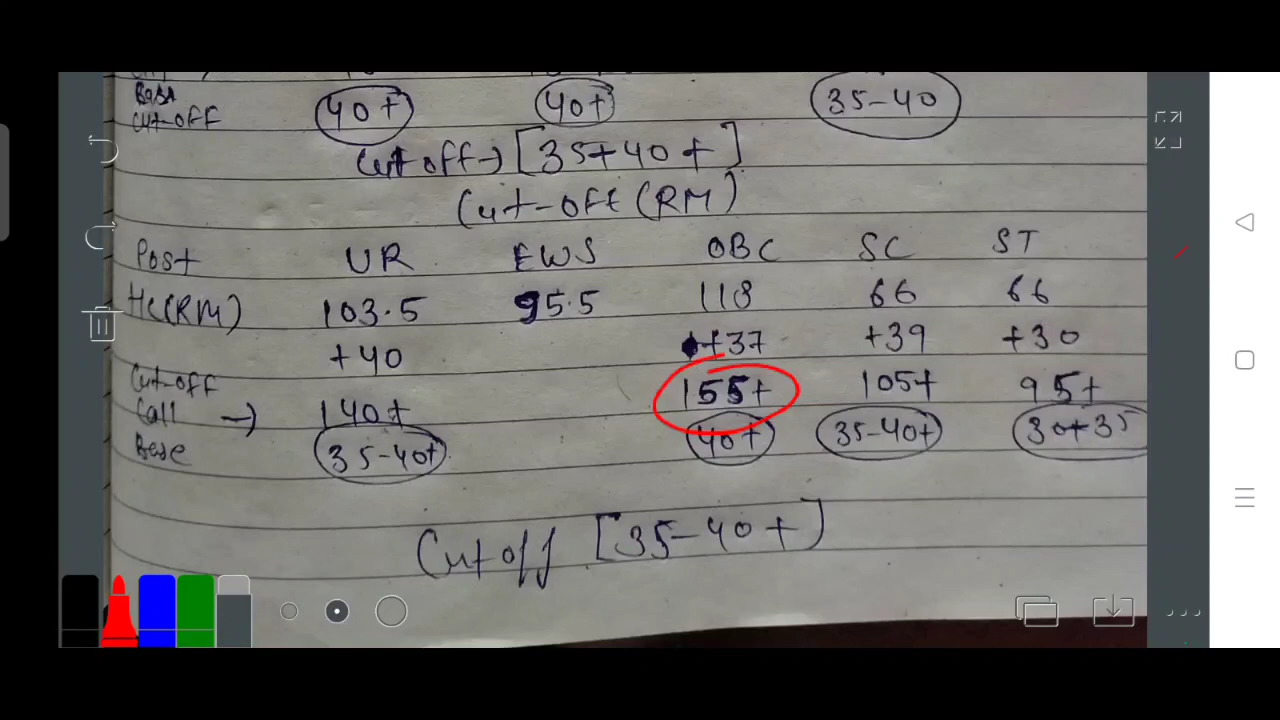 Base
cut-off 40+ 40+ 35-40
Cut off → [35+40+]
Cut-off (RM)
Post UR EWS OBC SC ST
HC(RM) 103.5 95.5 118 66 66
+40 +37 +39 +30
Cut-off
Call → 140+ 155+ 105+ 95+
Base 35-40+ 40+ 35-40+ 30+35
Cut off [35-40+]